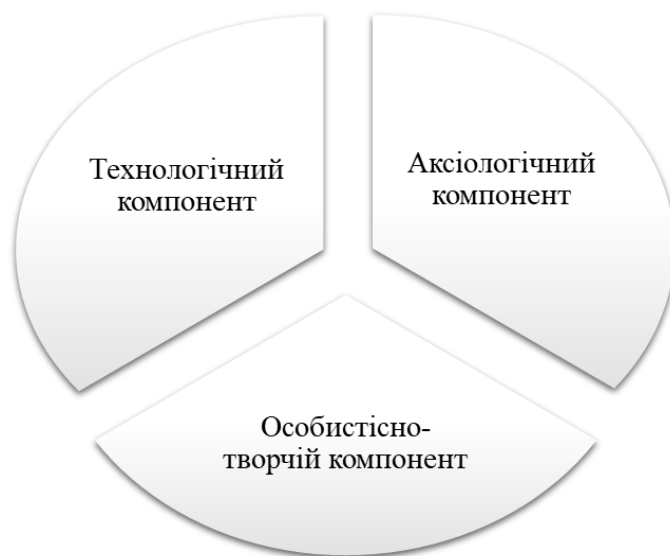 Технологічний
компонент
Аксіологічний
компонент
Особистісно-
творчій компонент